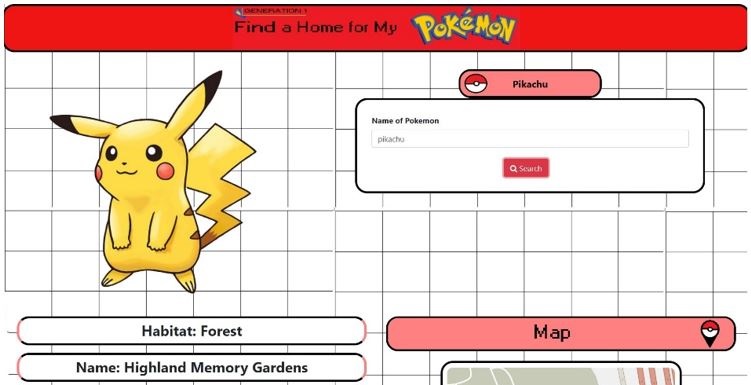 GENERATION 1
Find a Home for My POKéMON
Pikachu
Name of Pokemon
pikachu
Search
Habitat: Forest
Map
Name: Highland Memory Gardens